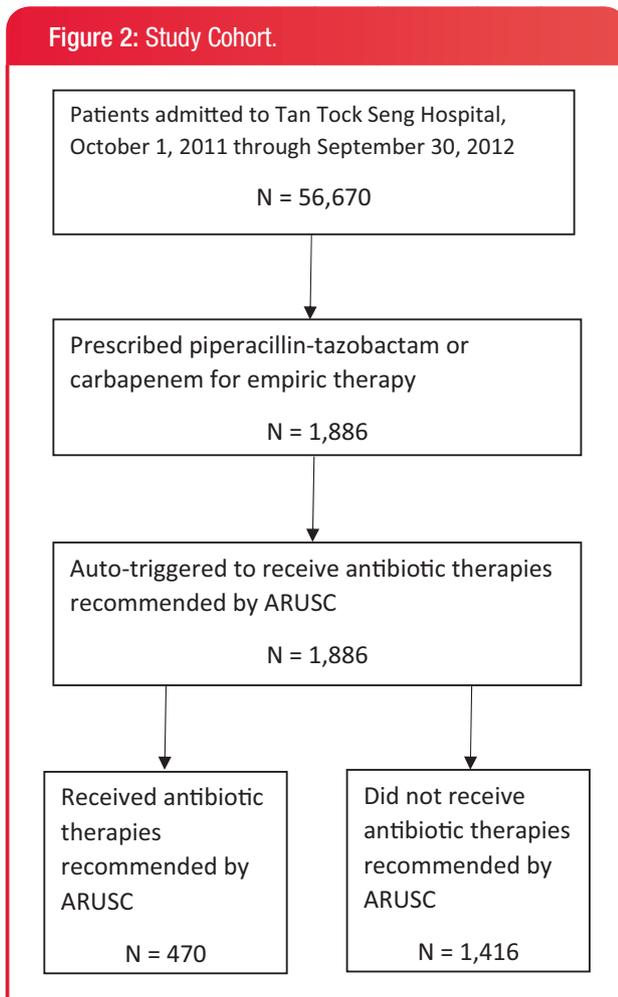 Figure 2: Study Cohort.
Patients admitted to Tan Tock Seng Hospital,
October 1, 2011 through September 30, 2012
N = 56,670
Prescribed piperacillin-tazobactam or
carbapenem for empiric therapy
N = 1,886
Auto-triggered to receive antibiotic therapies
recommended by ARUSC
N = 1,886
Received antibiotic
therapies
recommended by
ARUSC
N = 470
Did not receive
antibiotic therapies
recommended by
ARUSC
N = 1,416